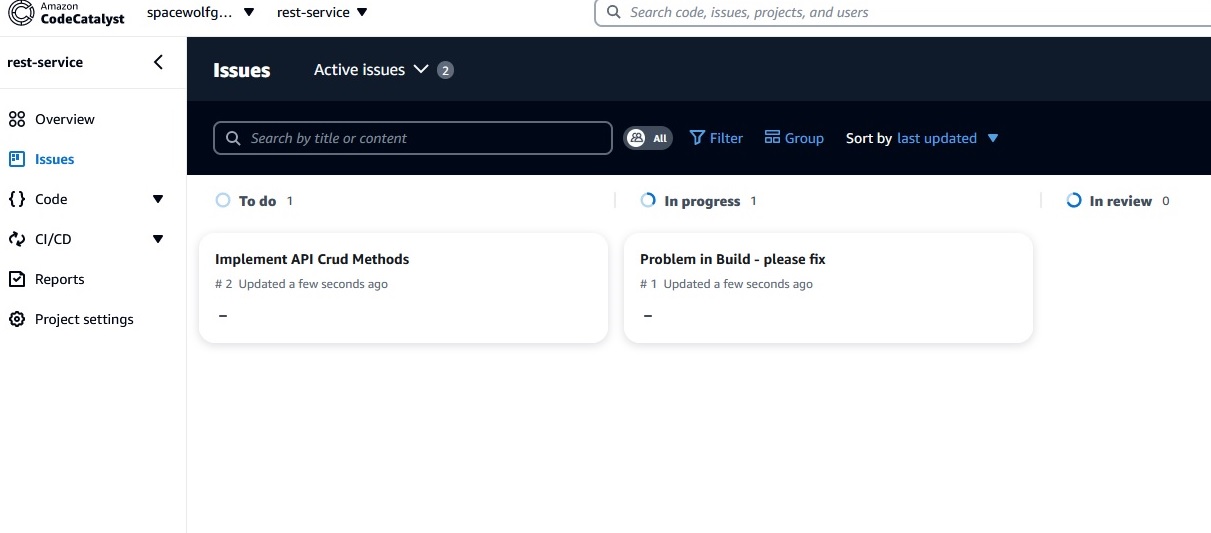 Amazon
CodeCatalyst
spacewolfg...
rest-service
Search code, issues, projects, and users
rest-service
Overview
Issues
Code
CI/CD
Reports
Project settings
Issues
Active issues 2
Search by title or content
All
Filter
Group
Sort by last updated
To do 1
In progress 1
In review 0
Implement API Crud Methods
# 2 Updated a few seconds ago
–
Problem in Build - please fix
# 1 Updated a few seconds ago
–